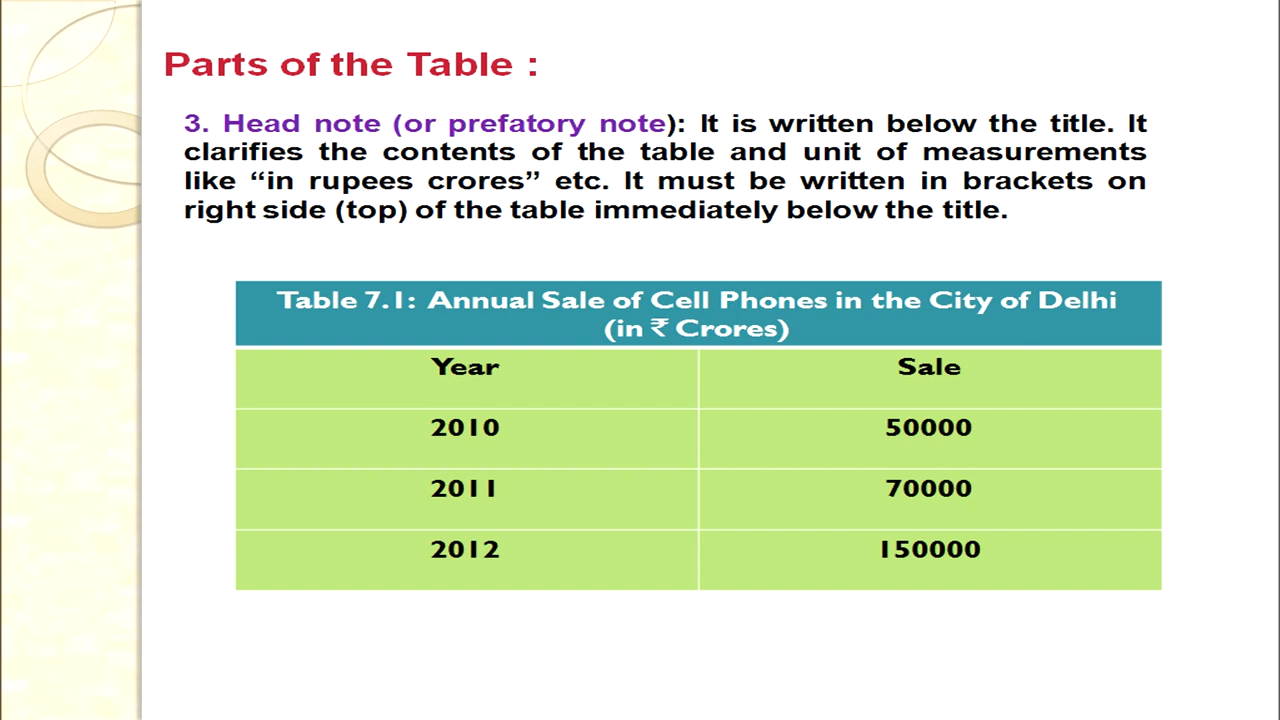 Parts of the Table :
3. Head note (or prefatory note): It is written below the title. It
clarifies the contents of the table and unit of measurements
like “in rupees crores” etc. It must be written in brackets on
right side (top) of the table immediately below the title.
Table 7.1: Annual Sale of Cell Phones in the City of Delhi
(in ₹ Crores)
Year Sale
2010 50000
2011 70000
2012 150000